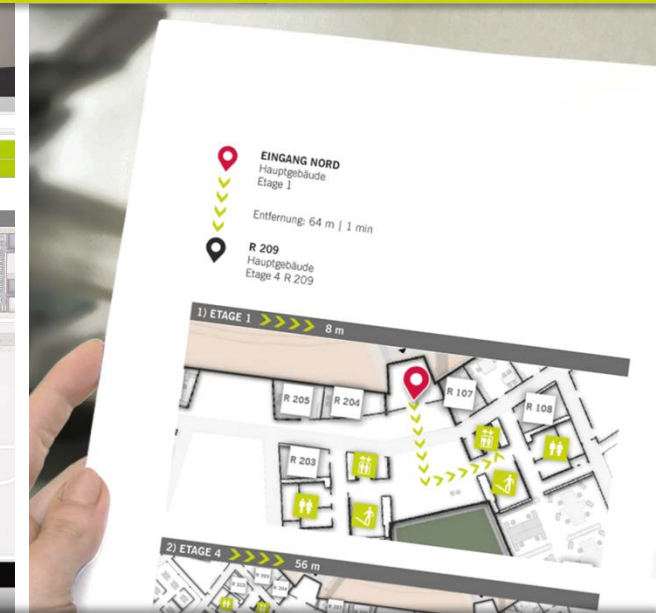 EINGANG NORD
Hauptgebäude
Etage 1
Entfernung: 64 m | 1 min
R 209
Hauptgebäude
Etage 4 R 209
1) ETAGE 1 8 m
R 107
R 205 R 204
R 108
R 203
2) ETAGE 4 56 m